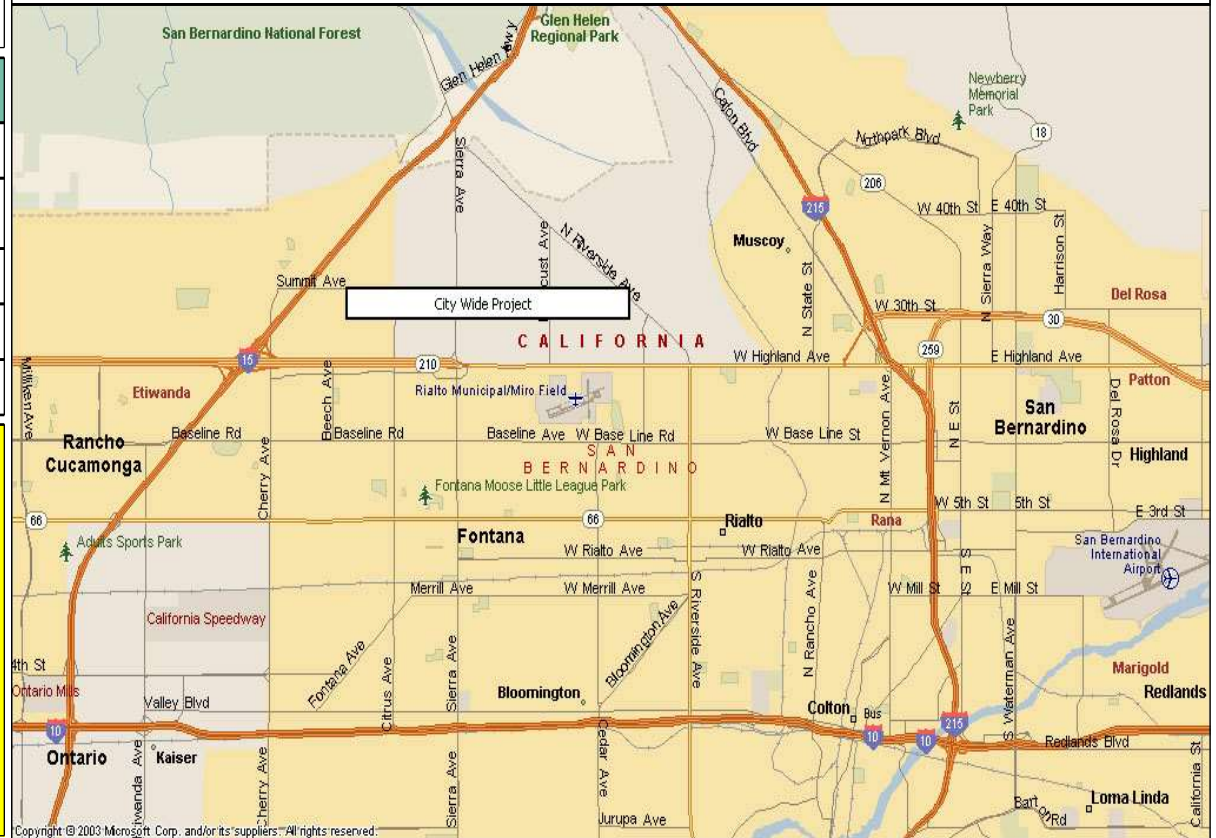 San Bernardino National Forest
Glen Helen
Regional Park
Glen Helen Hwy
Newberry
Memorial
Park
18
Cajon Blvd
Northpark Blvd
206
Sierra Ave
215
W 40th St
E 40th St
N Riverside Ave
cust Ave
Muscoy
N State St
N Sierra Way
Harrison St
Summit Ave
City Wide Project
W 30th St
Del Rosa
30
CALIFORNIA
259
15
210
W Highland Ave
E Highland Ave
Milliken Ave
Etiwanda
Beech Ave
Rialto Municipal/Miro Field
Patton
N Mt Vernon Ave
N E St
San
Bernardino
Del Rosa Dr
Rancho
Cucamonga
Baseline Rd
Baseline Rd
Baseline Ave
W Base Line Rd
W Base Line St
SAN
BERNARDINO
Highland
Cherry Ave
Fontana Moose Little League Park
W 5th St
5th St
E 3rd St
66
66
Fontana
Rialto
Rana
Adults Sports Park
W Rialto Ave
W Rialto Ave
San Bernardino
International
Airport
S E St
Merrill Ave
W Merrill Ave
W Mill St
E Mill St
California Speedway
S Riverside Ave
N Rancho Ave
Fontana Ave
Citrus Ave
Sierra Ave
Bloomington Ave
S Waterman Ave
4th St
Marigold
Ontario Mills
Valley Blvd
Bloomington
Redlands
Colton
Bus
215
10
10
10
Redlands Blvd
Ontario
Kaiser
Etiwanda Ave
Cherry Ave
Sierra Ave
Cedar Ave
Jurupa Ave
Barton Rd
Loma Linda
California St
Copyright © 2003 Microsoft Corp. and/or its suppliers. All rights reserved.